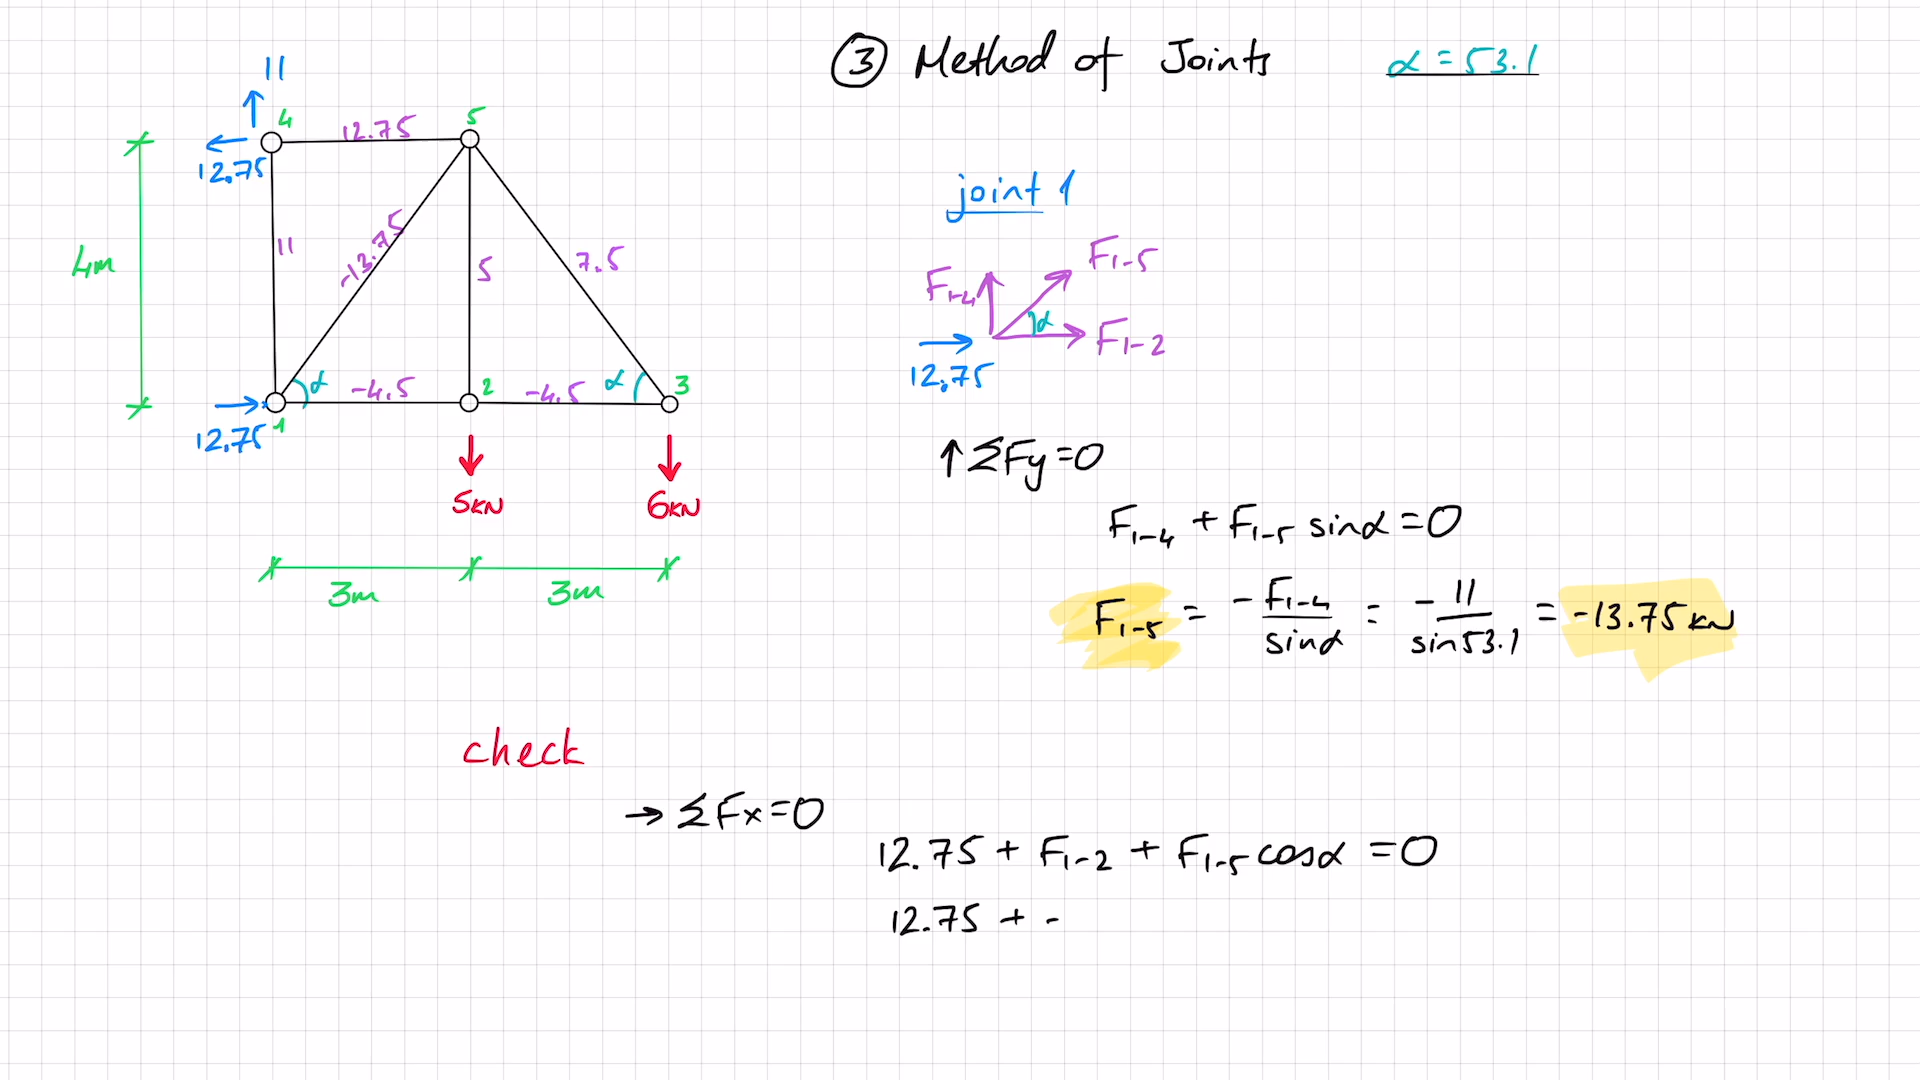 ③ Method of Joints
α = 53.1
11
4
12.75
5
12.75
4m
11
-13.75
5
7.5
α
-4.5
2
-4.5
α
3
12.75
1
5kN
6kN
3m
3m
joint 1
F1-4
F1-5
α
F1-2
12.75
↑ ΣFy=0
F1-4 + F1-5 sinα = 0
F1-5 = -F1-4/sinα = -11/sin53.1 = -13.75kN
check
→ ΣFx=0
12.75 + F1-2 + F1-5 cosα = 0
12.75 + -